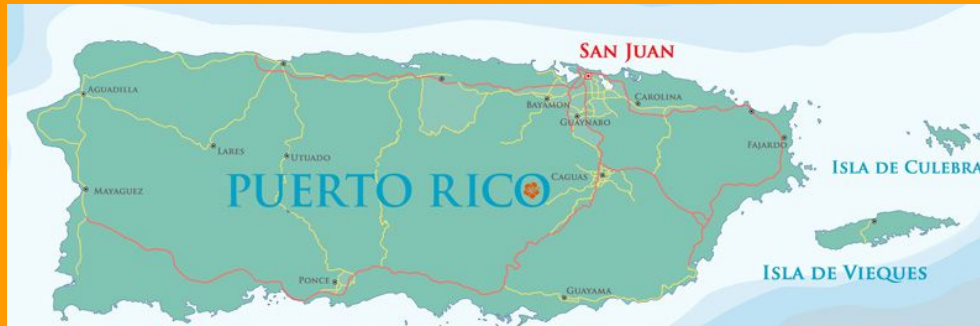 SAN JUAN
AGUADILLA
BAYAMON
CAROLINA
GUAYNABO
LARES
UTUADO
FAJARDO
ISLA DE CULEBRA
CAGUAS
MAYAGUEZ
PUERTO RICO
ISLA DE VIEQUES
PONCE
GUAYAMA